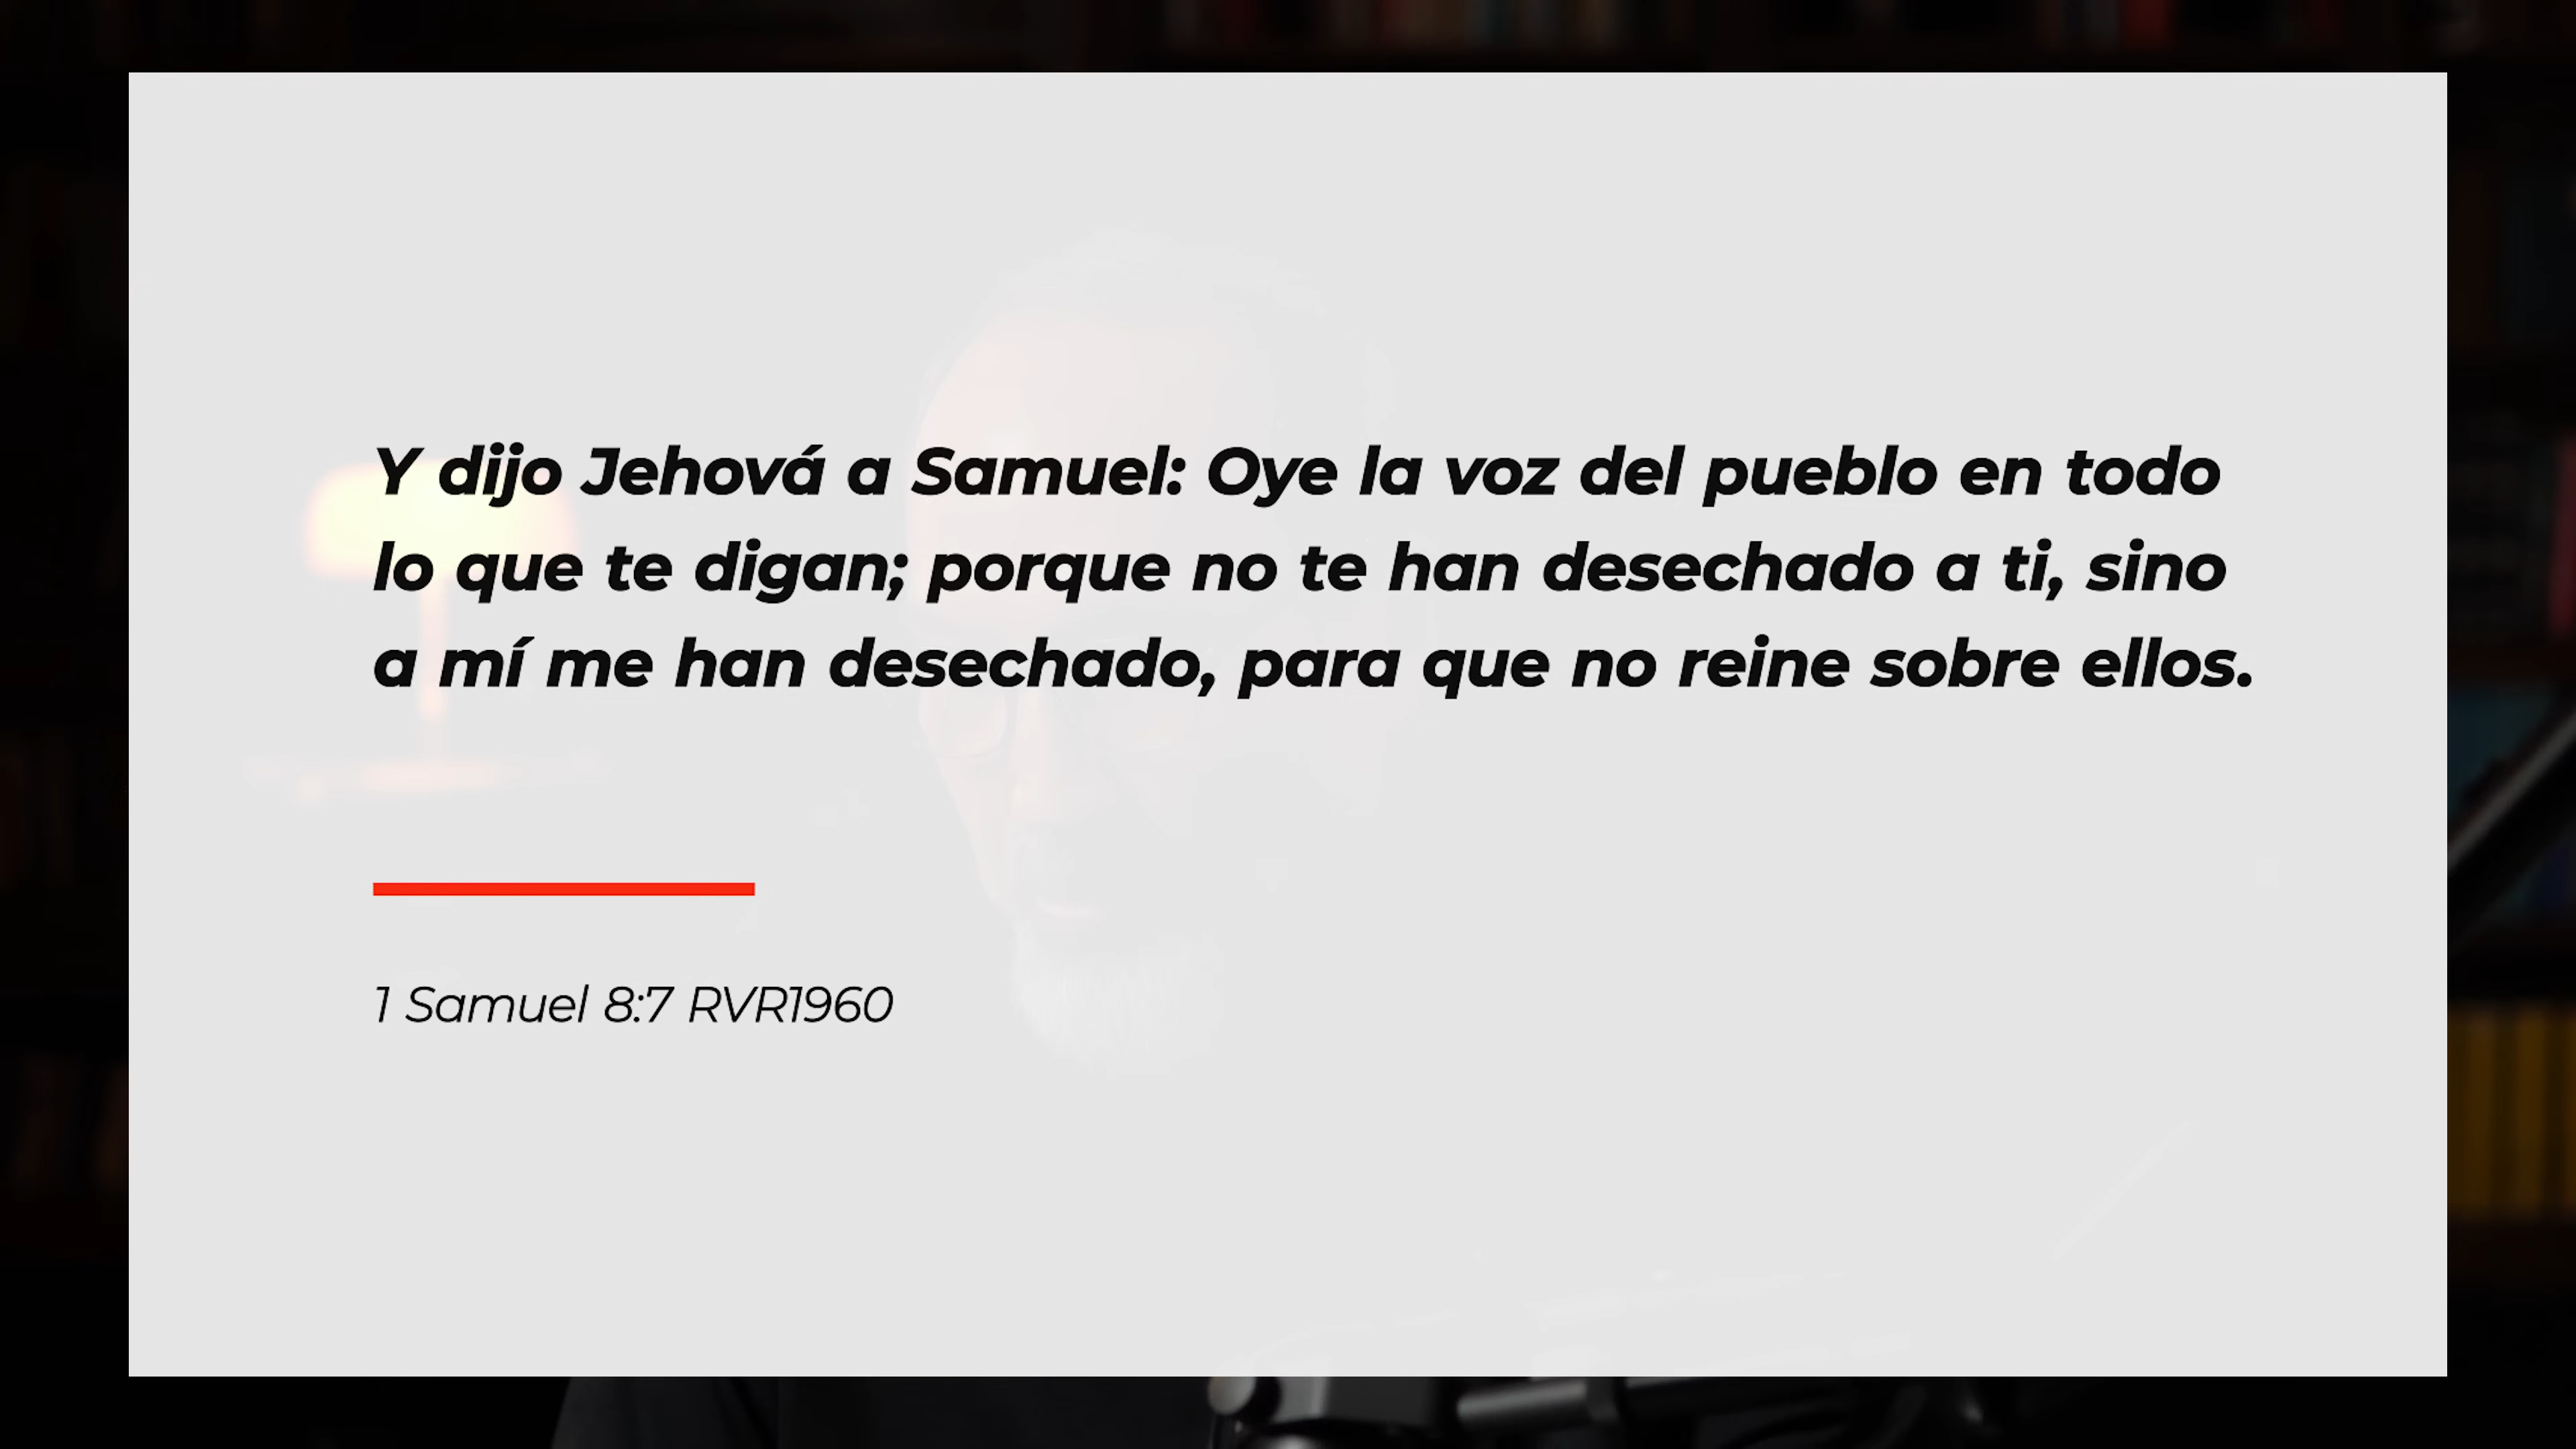 Y dijo Jehová a Samuel: Oye la voz del pueblo en todo
lo que te digan; porque no te han desechado a ti, sino
a mí me han desechado, para que no reine sobre ellos.
1 Samuel 8:7 RVR1960